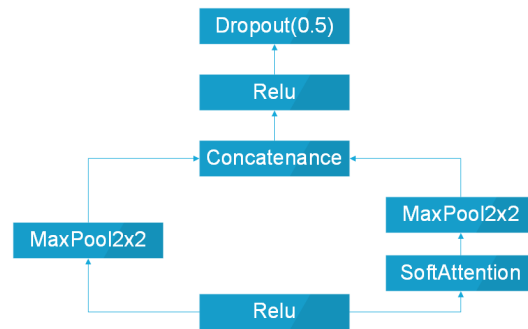 Dropout(0.5)
Relu
Concatenance
MaxPool2x2
MaxPool2x2
SoftAttention
Relu